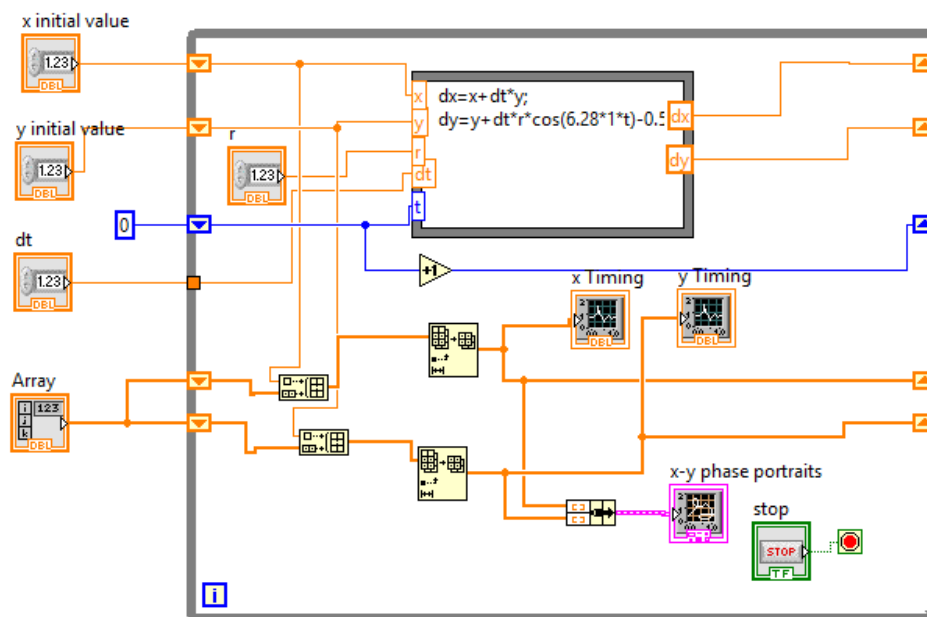 x initial value
1.23
DBL
y initial value
1.23
DBL
r
1.23
DBL
x
y
r
dt
t
dx=x+dt*y;
dy=y+dt*r*cos(6.28*1*t)-0.5
dx
dy
0
dt
1.23
DBL
+1
x Timing
DBL
y Timing
DBL
Array
i
j
k
123
DBL
x-y phase portraits
stop
STOP
TF
i